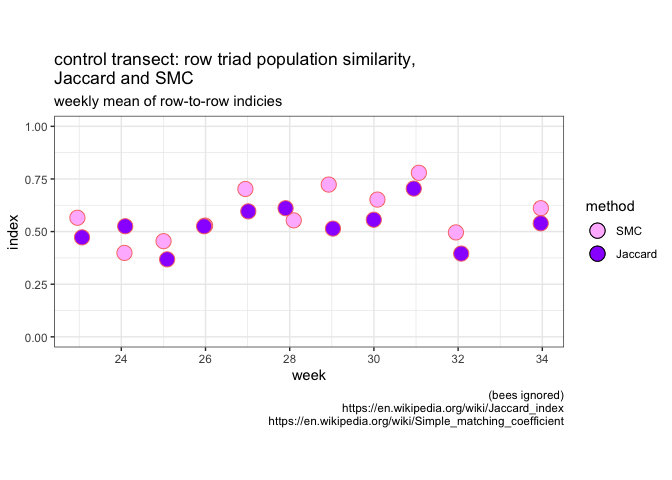 control transect: row triad population similarity,
Jaccard and SMC
weekly mean of row-to-row indicies
1.00
0.75
0.50
0.25
0.00
index
24
26
28
30
32
34
week
method
SMC
Jaccard
(bees ignored)
https://en.wikipedia.org/wiki/Jaccard_index
https://en.wikipedia.org/wiki/Simple_matching_coefficient